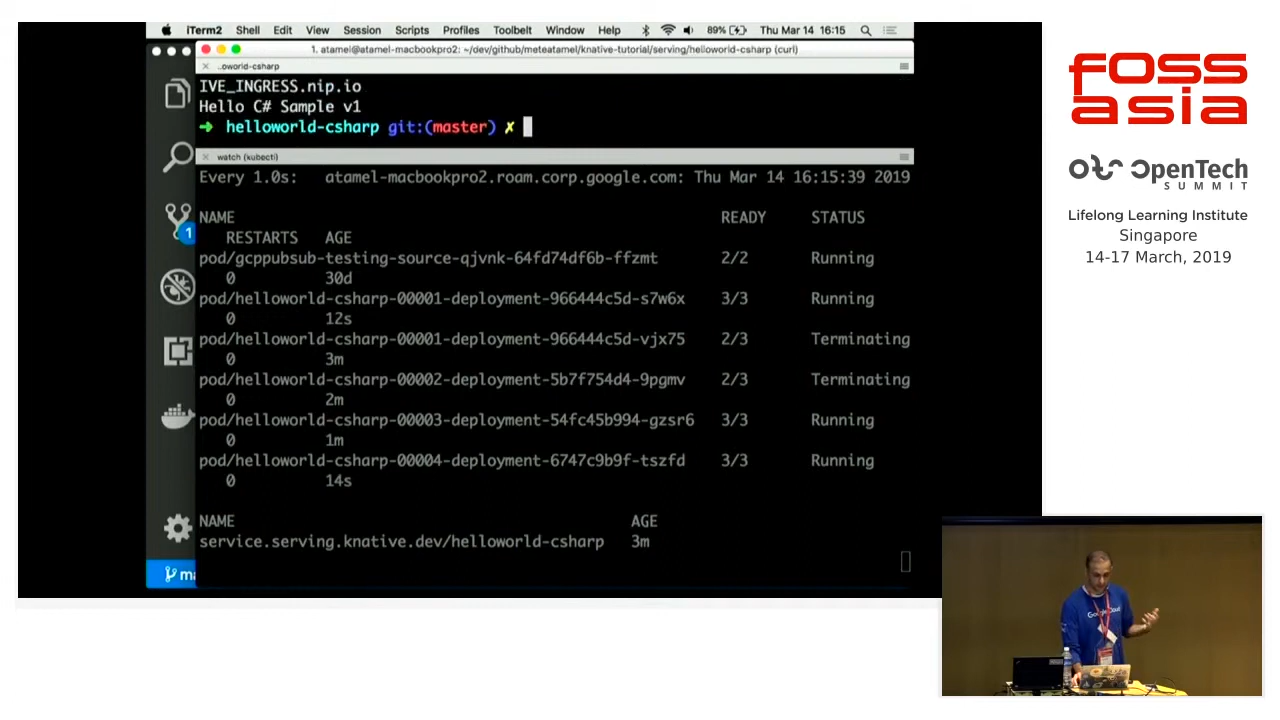 iTerm2 Shell Edit View Session Scripts Profiles Toolbelt Window Help 89% Thu Mar 14 16:15
1. atamel@atamel-macbookpro2: ~/dev/github/meteatamel/knative-tutorial/serving/helloworld-csharp (curl)
..oworld-csharp
IVE_INGRESS.nip.io
Hello C# Sample v1
helloworld-csharp git:(master) ✗
watch (kubectl)
Every 1.0s: atamel-macbookpro2.roam.corp.google.com: Thu Mar 14 16:15:39 2019
NAME READY STATUS
RESTARTS AGE
pod/gcppubsub-testing-source-qjvnk-64fd74df6b-ffzmt 2/2 Running
0 30d
pod/helloworld-csharp-00001-deployment-966444c5d-s7w6x 3/3 Running
0 12s
pod/helloworld-csharp-00001-deployment-966444c5d-vjx75 2/3 Terminating
0 3m
pod/helloworld-csharp-00002-deployment-5b7f754d4-9pgmv 2/3 Terminating
0 2m
pod/helloworld-csharp-00003-deployment-54fc45b994-gzsr6 3/3 Running
0 1m
pod/helloworld-csharp-00004-deployment-6747c9b9f-tszfd 3/3 Running
0 14s
NAME AGE
service.serving.knative.dev/helloworld-csharp 3m
1
ma
FOSS
asia
OpenTech
SUMMIT
Lifelong Learning Institute
Singapore
14-17 March, 2019
Google Cloud